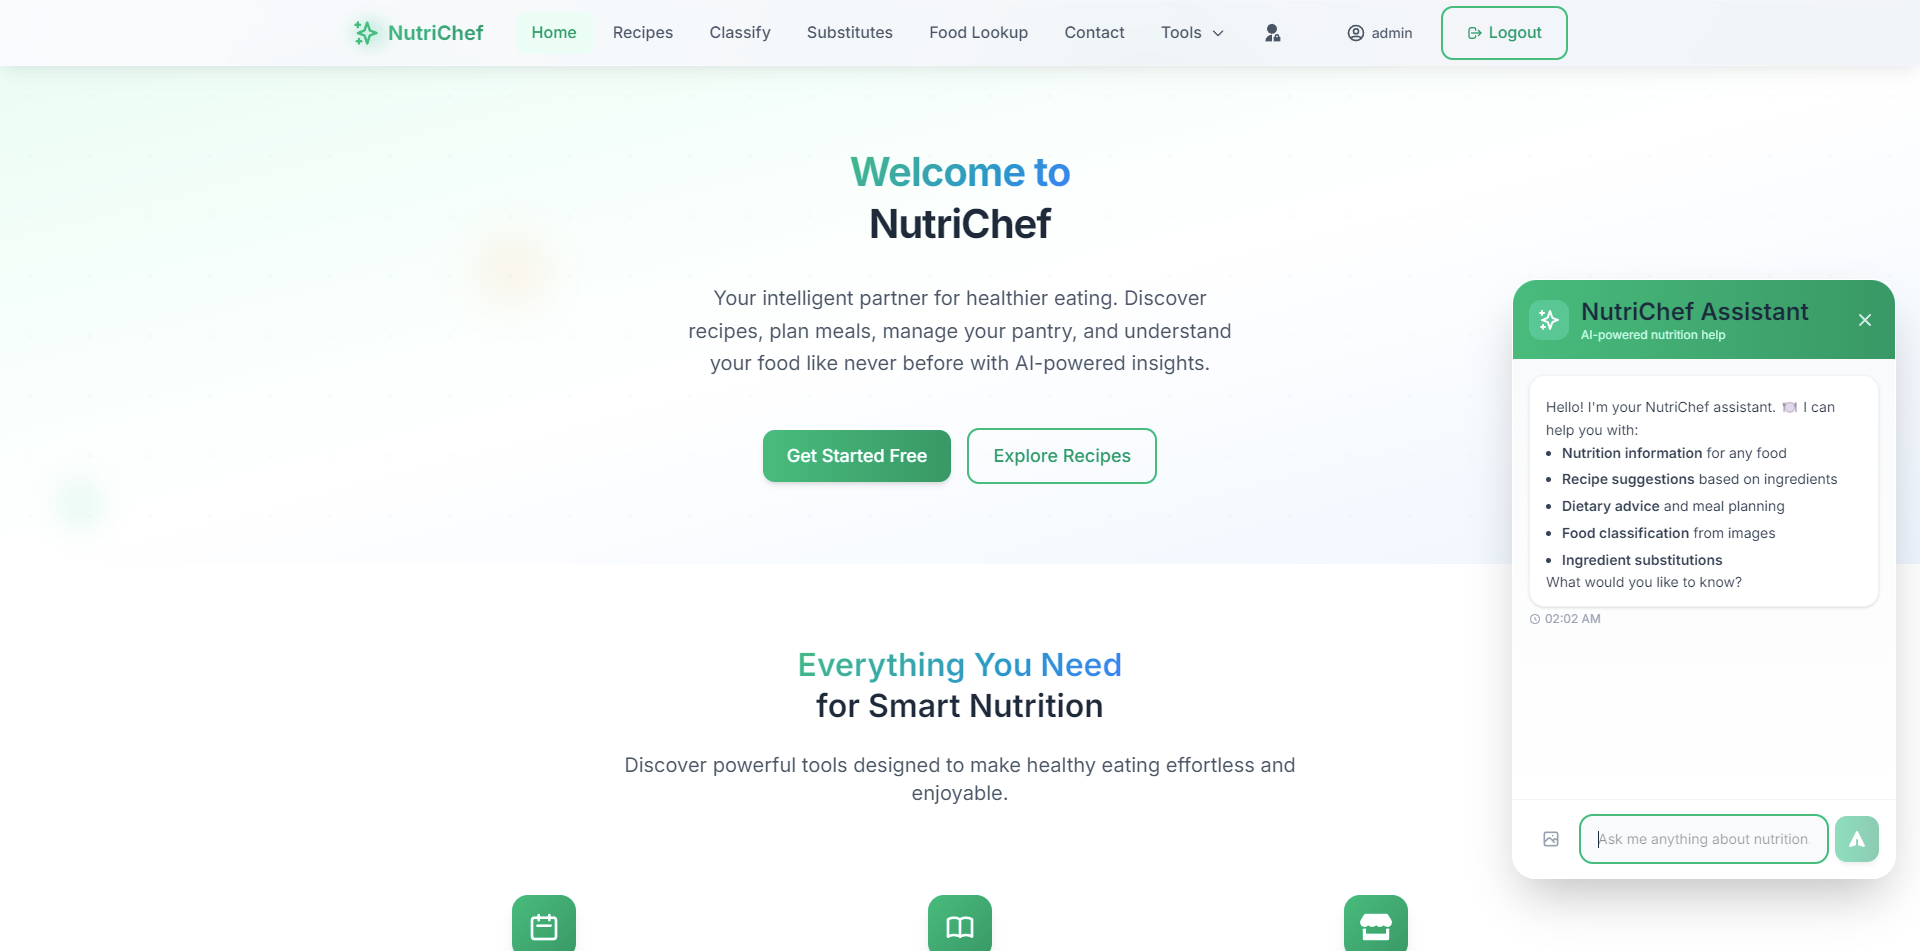 NutriChef
Home
Recipes
Classify
Substitutes
Food Lookup
Contact
Tools
admin
Logout
Welcome to
NutriChef
Your intelligent partner for healthier eating. Discover
recipes, plan meals, manage your pantry, and understand
your food like never before with AI-powered insights.
Get Started Free
Explore Recipes
Everything You Need
for Smart Nutrition
Discover powerful tools designed to make healthy eating effortless and
enjoyable.
NutriChef Assistant
AI-powered nutrition help
Hello! I'm your NutriChef assistant. 🍽️ I can
help you with:
• Nutrition information for any food
• Recipe suggestions based on ingredients
• Dietary advice and meal planning
• Food classification from images
• Ingredient substitutions
What would you like to know?
02:02 AM
Ask me anything about nutrition.